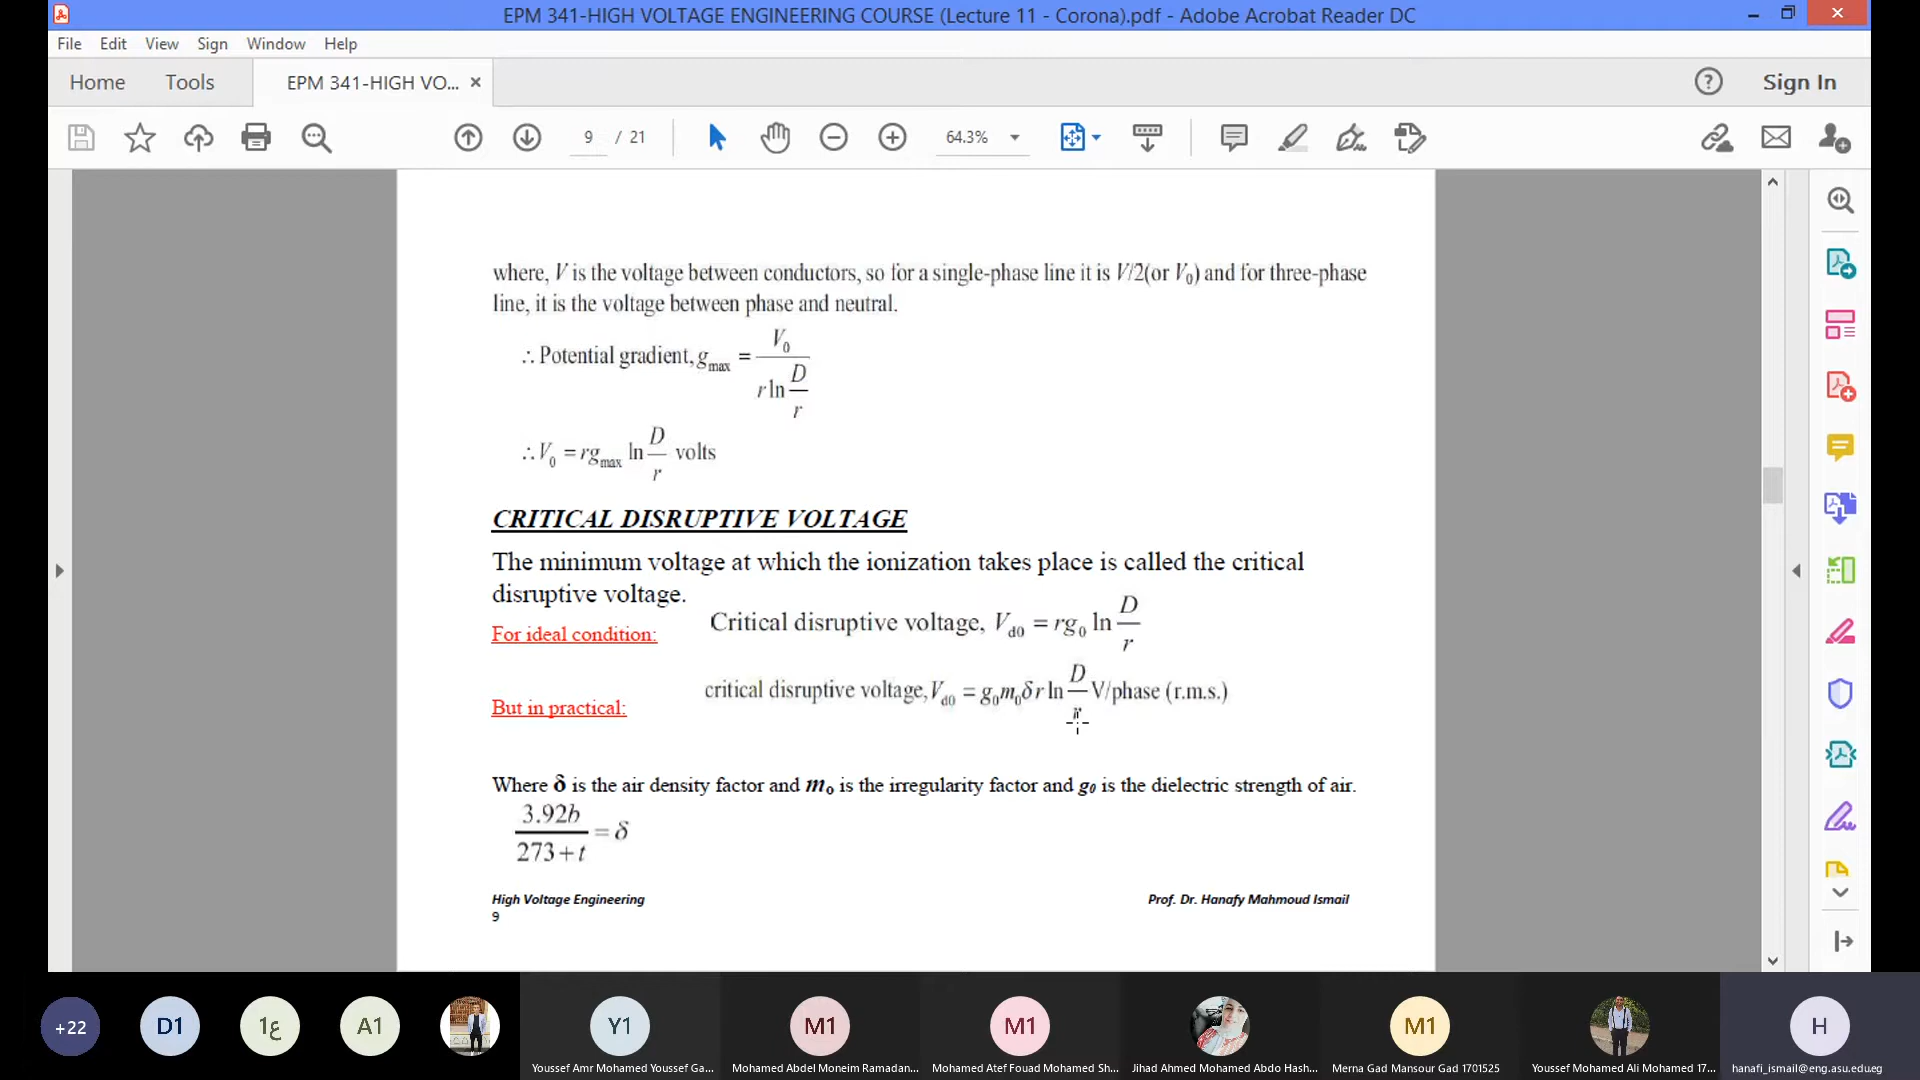 EPM 341-HIGH VOLTAGE ENGINEERING COURSE (Lecture 11 - Corona).pdf - Adobe Acrobat Reader DC
File Edit View Sign Window Help
Home Tools EPM 341-HIGH VO... × Sign In
9 / 21 64.3%
where, V is the voltage between conductors, so for a single-phase line it is V/2(or V₀) and for three-phase
line, it is the voltage between phase and neutral.
∴ Potential gradient, g_max = V₀ / (r ln D/r)
∴ V₀ = r g_max ln D/r volts
CRITICAL DISRUPTIVE VOLTAGE
The minimum voltage at which the ionization takes place is called the critical
disruptive voltage.
For ideal condition: Critical disruptive voltage, V_d0 = rg₀ ln D/r
But in practical: critical disruptive voltage, V_d0 = g₀m₀δr ln D/r V/phase (r.m.s.)
Where δ is the air density factor and mₒ is the irregularity factor and g₀ is the dielectric strength of air.
3.92b / 273+t = δ
High Voltage Engineering Prof. Dr. Hanafy Mahmoud Ismail
9
+22 D1 ع1 A1 Y1 M1 M1 M1 H
Youssef Amr Mohamed Youssef Ga... Mohamed Abdel Moneim Ramadan... Mohamed Atef Fouad Mohamed Sh... Jihad Ahmed Mohamed Abdo Hash... Merna Gad Mansour Gad 1701525 Youssef Mohamed Ali Mohamed 17... hanafi_ismail@eng.asu.edu.eg